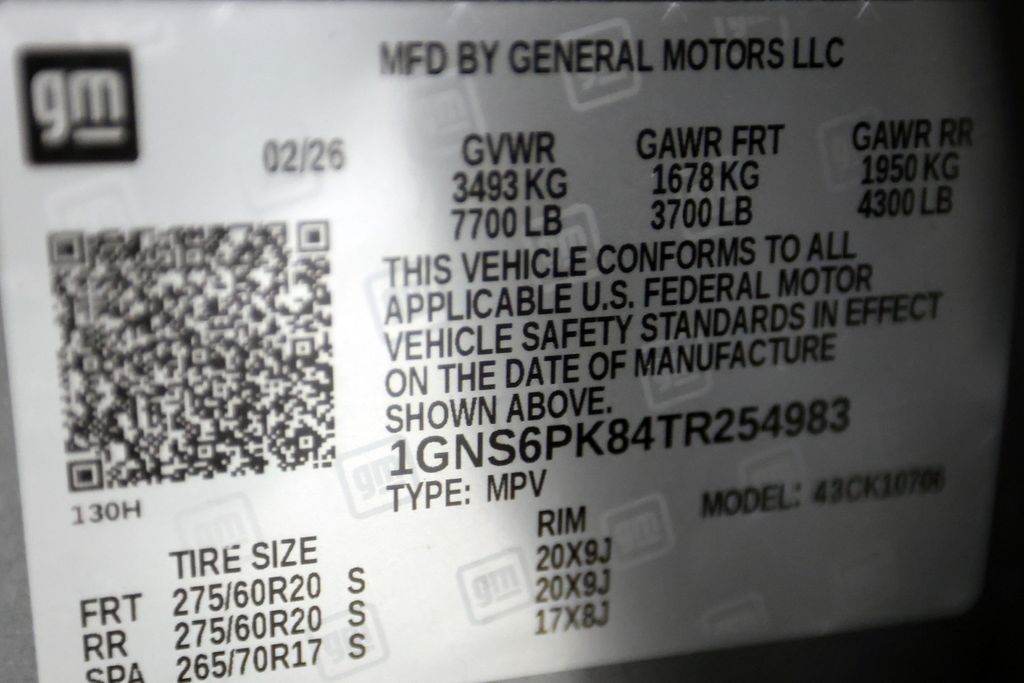 gm
MFD BY GENERAL MOTORS LLC
02/26
GVWR GAWR FRT GAWR RR
3493 KG 1678 KG 1950 KG
7700 LB 3700 LB 4300 LB
THIS VEHICLE CONFORMS TO ALL
APPLICABLE U.S. FEDERAL MOTOR
VEHICLE SAFETY STANDARDS IN EFFECT
ON THE DATE OF MANUFACTURE
SHOWN ABOVE.
1GNS6PK84TR254983
TYPE: MPV MODEL: 43CK10706
130H
TIRE SIZE RIM
FRT 275/60R20 S 20X9J
RR 275/60R20 S 20X9J
SPA 265/70R17 S 17X8J